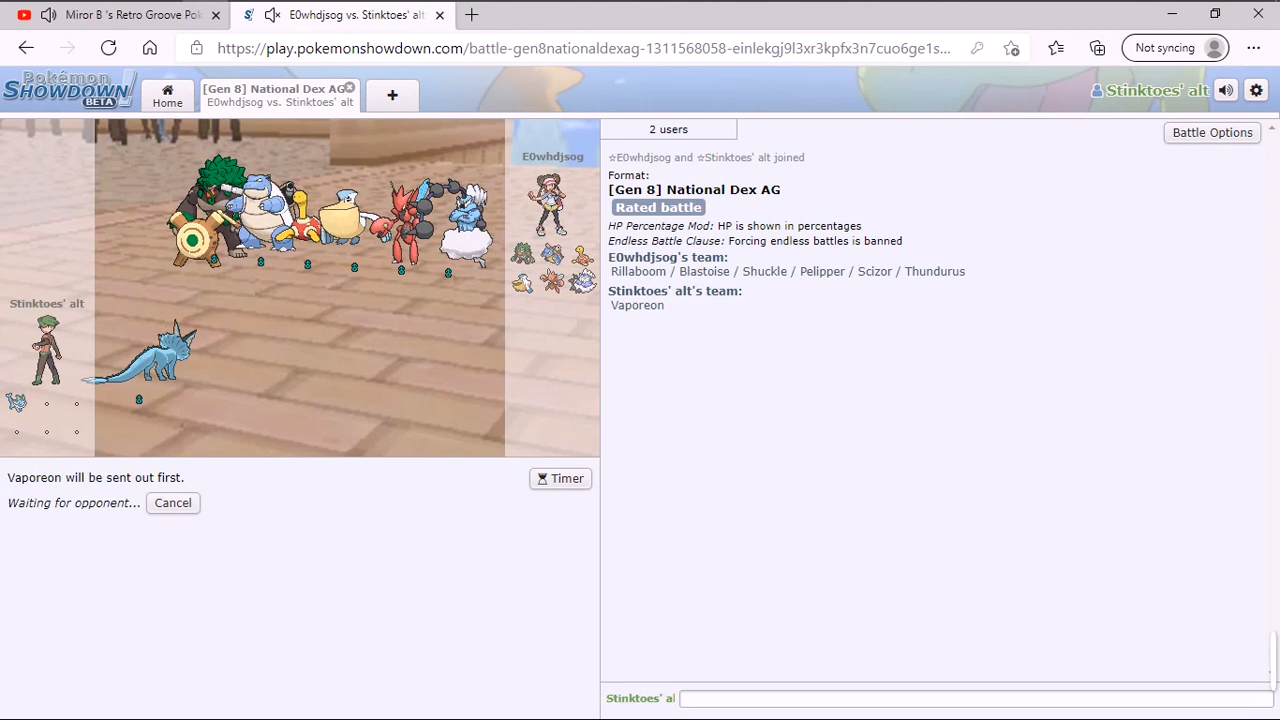 Miror B 's Retro Groove Pok
E0whdjsog vs. Stinktoes' alt
https://play.pokemonshowdown.com/battle-gen8nationaldexag-1311568058-einlekgj9l3xr3kpfx3n7cuo6ge1s...
Not syncing
Pokémon
SHOWDOWN
BETA
Home
[Gen 8] National Dex AG
E0whdjsog vs. Stinktoes' alt
Stinktoes' alt
2 users
Battle Options
E0whdjsog
☆E0whdjsog and ☆Stinktoes' alt joined
Format:
[Gen 8] National Dex AG
Rated battle
HP Percentage Mod: HP is shown in percentages
Endless Battle Clause: Forcing endless battles is banned
E0whdjsog's team:
Rillaboom / Blastoise / Shuckle / Pelipper / Scizor / Thundurus
Stinktoes' alt's team:
Vaporeon
Stinktoes' alt
Vaporeon will be sent out first.
Timer
Waiting for opponent...
Cancel
Stinktoes' al